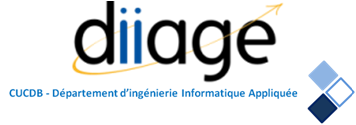 diiage
CUCDB - Département d'ingénierie Informatique Appliquée